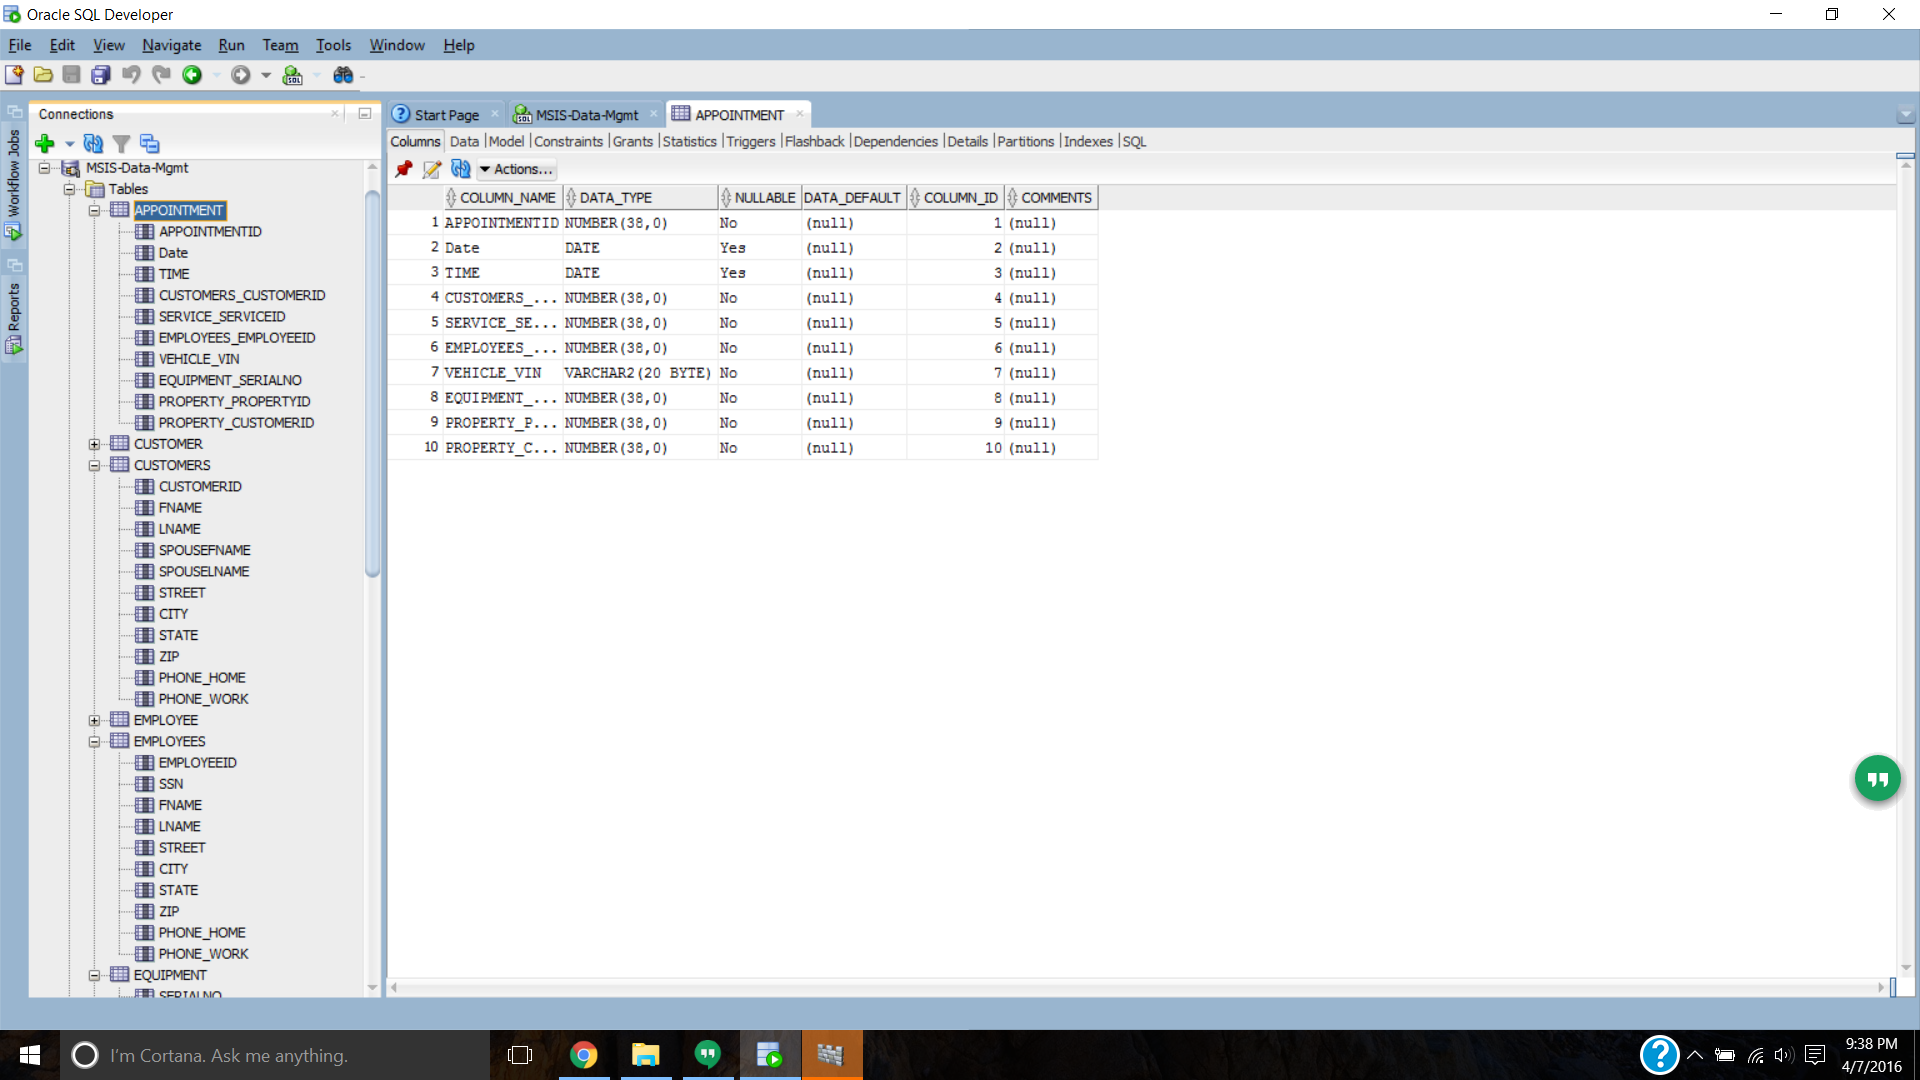 Oracle SQL Developer
File Edit View Navigate Run Team Tools Window Help
Connections
Start Page
MSIS-Data-Mgmt
APPOINTMENT
Workflow Jobs
Reports
MSIS-Data-Mgmt
Tables
APPOINTMENT
APPOINTMENTID
Date
TIME
CUSTOMERS_CUSTOMERID
SERVICE_SERVICEID
EMPLOYEES_EMPLOYEEID
VEHICLE_VIN
EQUIPMENT_SERIALNO
PROPERTY_PROPERTYID
PROPERTY_CUSTOMERID
CUSTOMER
CUSTOMERS
CUSTOMERID
FNAME
LNAME
SPOUSEFNAME
SPOUSELNAME
STREET
CITY
STATE
ZIP
PHONE_HOME
PHONE_WORK
EMPLOYEE
EMPLOYEES
EMPLOYEEID
SSN
FNAME
LNAME
STREET
CITY
STATE
ZIP
PHONE_HOME
PHONE_WORK
EQUIPMENT
SERIALNO
Columns Data Model Constraints Grants Statistics Triggers Flashback Dependencies Details Partitions Indexes SQL
Actions...
COLUMN_NAME DATA_TYPE NULLABLE DATA_DEFAULT COLUMN_ID COMMENTS
1 APPOINTMENTID NUMBER(38,0) No (null) 1 (null)
2 Date DATE Yes (null) 2 (null)
3 TIME DATE Yes (null) 3 (null)
4 CUSTOMERS_... NUMBER(38,0) No (null) 4 (null)
5 SERVICE_SE... NUMBER(38,0) No (null) 5 (null)
6 EMPLOYEES_... NUMBER(38,0) No (null) 6 (null)
7 VEHICLE_VIN VARCHAR2(20 BYTE) No (null) 7 (null)
8 EQUIPMENT_... NUMBER(38,0) No (null) 8 (null)
9 PROPERTY_P... NUMBER(38,0) No (null) 9 (null)
10 PROPERTY_C... NUMBER(38,0) No (null) 10 (null)
I'm Cortana. Ask me anything.
9:38 PM
4/7/2016